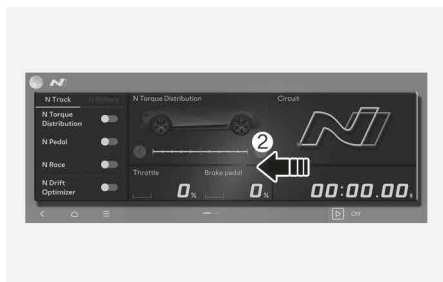 N
N Track
N Torque Distribution
Circuit
N Torque
Distribution
N Pedal
N Race
N Drift
Optimizer
2
Throttle
Brake pedal
0%
0%
00:00.00s
Off